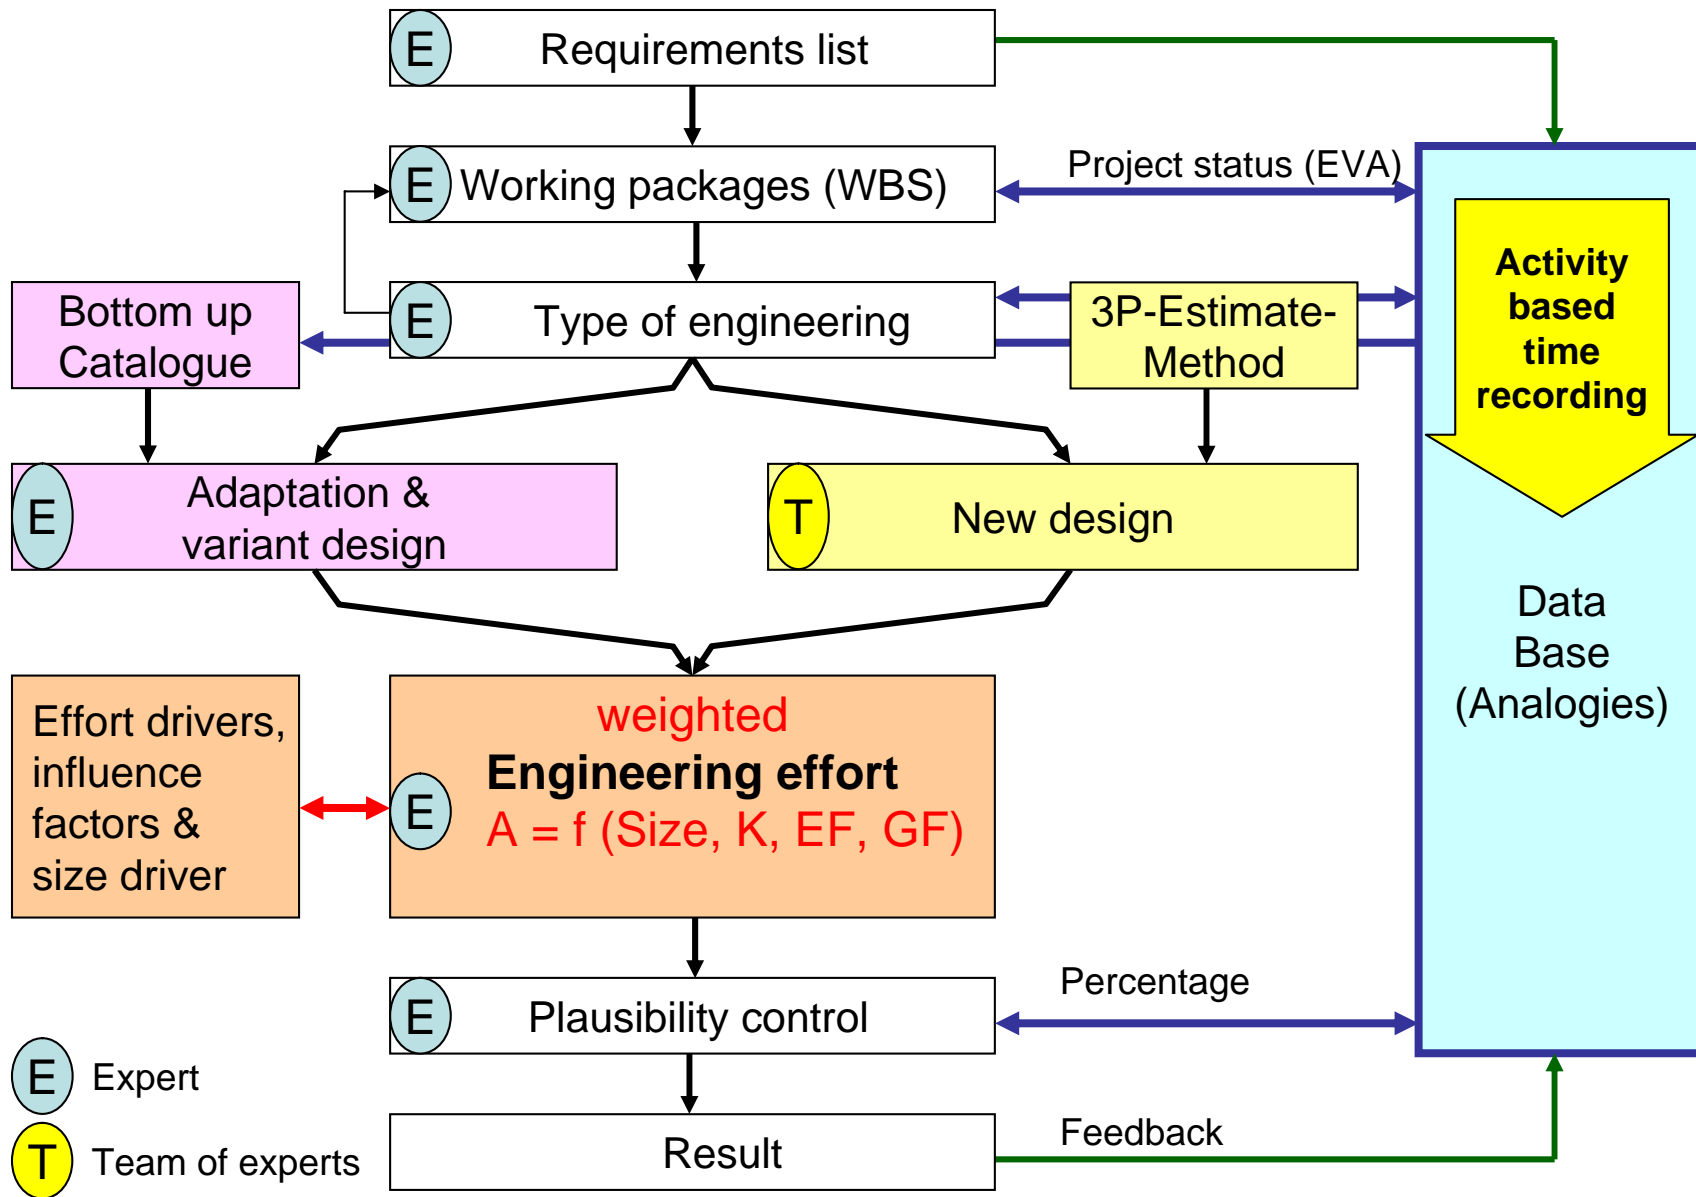 E
Requirements list
E
Working packages (WBS)
Project status (EVA)
Activity
based
time
recording
Bottom up
Catalogue
E
Type of engineering
3P-Estimate-
Method
E
Adaptation &
variant design
T
New design
Data
Base
(Analogies)
Effort drivers,
influence
factors &
size driver
weighted
Engineering effort
E
A = f (Size, K, EF, GF)
E
Plausibility control
Percentage
E Expert
T Team of experts
Result
Feedback